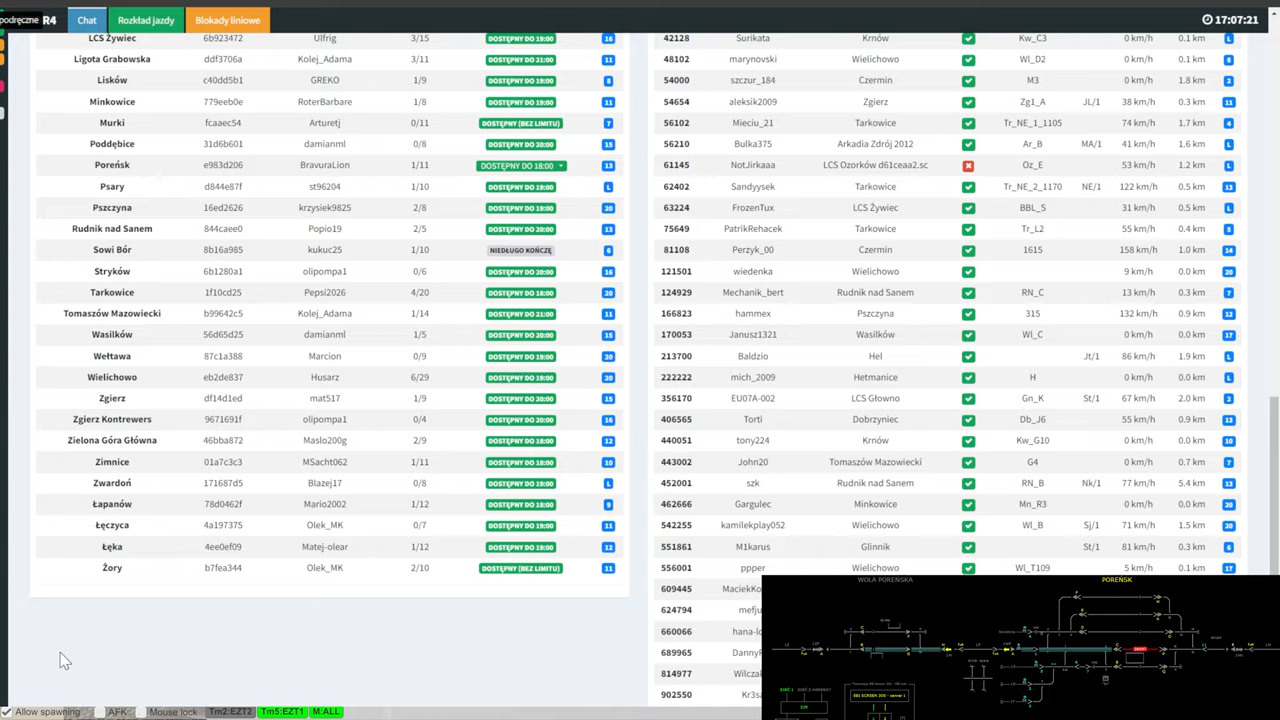 podręczne R4 Chat Rozkład jazdy Blokady liniowe 17:07:21
LCS Żywiec 6b923472 Ulfrig 3/15 DOSTĘPNY DO 19:00 16
Ligota Grabowska ddf3706a Kolej_Adama 3/11 DOSTĘPNY DO 21:00 11
Lisków c40dd5b1 GREKO 1/9 DOSTĘPNY DO 19:00 8
Minkowice 779eeb0e RoterBarbare 1/8 DOSTĘPNY DO 19:00 11
Murki fcaaec54 Arturetj 0/11 DOSTĘPNY (BEZ LIMITU) 7
Poddębice 31d6b601 damianml 0/8 DOSTĘPNY DO 20:00 15
Poreńsk e983d206 BravuraLion 1/11 DOSTĘPNY DO 18:00 13
Psary d844e87f st96204 1/10 DOSTĘPNY DO 19:00 L
Pszczyna 16ed2626 krzysiek9825 2/8 DOSTĘPNY DO 19:00 20
Rudnik nad Sanem 844caee0 Popio19 2/5 DOSTĘPNY DO 20:00 13
Sowi Bór 8b16a985 kukuc25 1/10 NIEDŁUGO KOŃCZĘ 6
Stryków 6b1280a1 olipompa1 0/6 DOSTĘPNY DO 20:00 16
Tarkowice 1f10cd25 Pepsi2026 4/20 DOSTĘPNY DO 18:00 20
Tomaszów Mazowiecki b99642c5 Kolej_Adama 1/14 DOSTĘPNY DO 21:00 11
Wasilków 56d65d25 damianml 1/5 DOSTĘPNY DO 20:00 15
Wełtawa 87c1a388 Marcion 0/9 DOSTĘPNY DO 19:00 20
Wielichowo eb2de837 Husarz 6/29 DOSTĘPNY DO 19:00 20
Zgierz df14d1ed mat517 1/9 DOSTĘPNY DO 20:00 15
Zgierz Kontrewers 9671691f olipompa1 0/4 DOSTĘPNY DO 20:00 16
Zielona Góra Główna 46bba872 Maslo200g 2/9 DOSTĘPNY DO 18:00 12
Zimnice 01a7c3c3 MSacht062 1/11 DOSTĘPNY DO 18:00 10
Zwardoń 171687d5 Blazej17 0/8 DOSTĘPNY DO 19:00 L
Łapanów 78d0462f Mario2002 1/12 DOSTĘPNY DO 18:00 9
Łęczyca 4a197375 Olek_MK 0/7 DOSTĘPNY DO 19:00 11
Łęka 4ee0ef09 Matej-olear 1/12 DOSTĘPNY DO 19:00 12
Żory b7fea344 Olek_MK 2/10 DOSTĘPNY (BEZ LIMITU) 11
42128 Surikata Krnów Kw_C3 0 km/h 0.1 km L
48102 marynovski Wielichowo Wl_D2 0 km/h 0.1 km 8
54000 szczur_184 Czermin M3 0 km/h 1.8 km 2
54654 aleksik2009 Zgierz Zg1_A JL/1 38 km/h 0.3 km 11
56102 Mieciu_21 Tarkowice Tr_NE_1_1105 74 km/h 1.7 km 4
56210 Bulka375 Arkadia Zdrój 2012 Ar_B MA/1 41 km/h 1.6 km L
61145 NotJirkaaa LCS Ozorków d61ceaa2.sc Oz_E 53 km/h 1.2 km L
62402 Sandyysek Tarkowice Tr_NE_2_1170 NE/1 122 km/h 0.5 km 13
63224 FrozenTux LCS Żywiec BBL_S 31 km/h 0.5 km L
75649 PatrikRehacek Tarkowice Tr_L2 55 km/h 0.4 km 5
81108 Perzyk_00 Czermin 1615 158 km/h 1.0 km 14
121501 wiedenka Wielichowo 9 km/h 0.0 km 20
124929 Mechanik_bert Rudnik nad Sanem RN_C 13 km/h 0.3 km 7
166823 hammex Pszczyna 315 132 km/h 0.9 km 12
170053 Janusz1321 Wasilków Wl_C 0 km/h 0.0 km 17
213700 Baldzio Hel Jt/1 86 km/h 1.9 km L
222222 mich_2009 Hetmanice H 0 km/h 0.0 km L
356170 EU07A-002 LCS Głowno Gn_K St/1 67 km/h 2.0 km 2
406565 Torti Dobrzyniec Db_J6 55 km/h 0.9 km 13
440051 tony224 Krnów Kw_G10 0 km/h 0.0 km 10
443002 John20 Tomaszów Mazowiecki G4 0 km/h 0.7 km 7
452001 szk Rudnik nad Sanem RN_B Nk/1 77 km/h 5.4 km 13
462666 Gargulec Minkowice Mn_R3 0 km/h 0.0 km 20
542255 kamilekplay052 Wielichowo Wl_B Sj/1 71 km/h 1.5 km 20
551861 M1karus Glinnik St/1 81 km/h 0.3 km 6
556001 ppper Wielichowo Wl_T109 5 km/h 0.1 km 17
609445 MaciekKo
624794 mefju
660066 hana-lo
689965 DannyR
814977 Wilczak
902550 Kr3s
WOLA POREŃSKA POREŃSK
Allow spawning AFK Mouse lock Tm2:EZT2 Tm5:EZT1 M:ALL